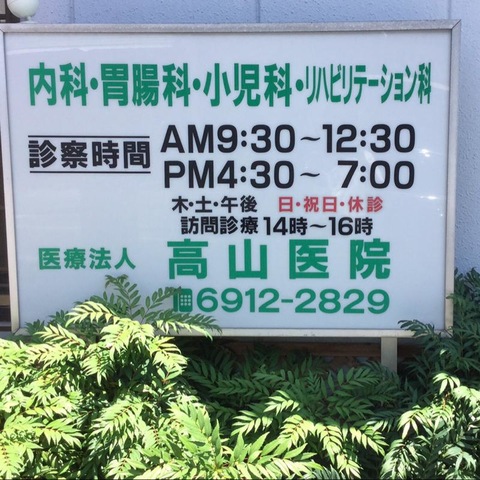 内科・胃腸科・小児科・リハビリテーション科
診察時間 AM9:30～12:30
PM4:30～ 7:00
木・土・午後 日・祝日・休診
訪問診療 14時～16時
医療法人 高山医院
☎6912-2829